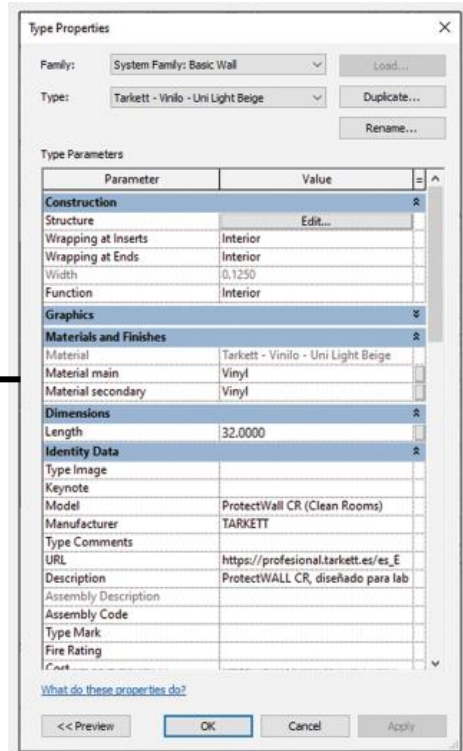 Type Properties
Family: System Family: Basic Wall Load...
Type: Tarkett - Vinilo - Uni Light Beige Duplicate...
Rename...
Type Parameters
Parameter Value =
Construction
Structure Edit...
Wrapping at Inserts Interior
Wrapping at Ends Interior
Width 0.1250
Function Interior
Graphics
Materials and Finishes
Material Tarkett - Vinilo - Uni Light Beige
Material main Vinyl
Material secondary Vinyl
Dimensions
Length 32.0000
Identity Data
Type Image
Keynote
Model ProtectWall CR (Clean Rooms)
Manufacturer TARKETT
Type Comments
URL https://profesional.tarkett.es/es_E
Description ProtectWALL CR, diseñado para lab
Assembly Description
Assembly Code
Type Mark
Fire Rating
Cost
What do these properties do?
<< Preview OK Cancel Apply